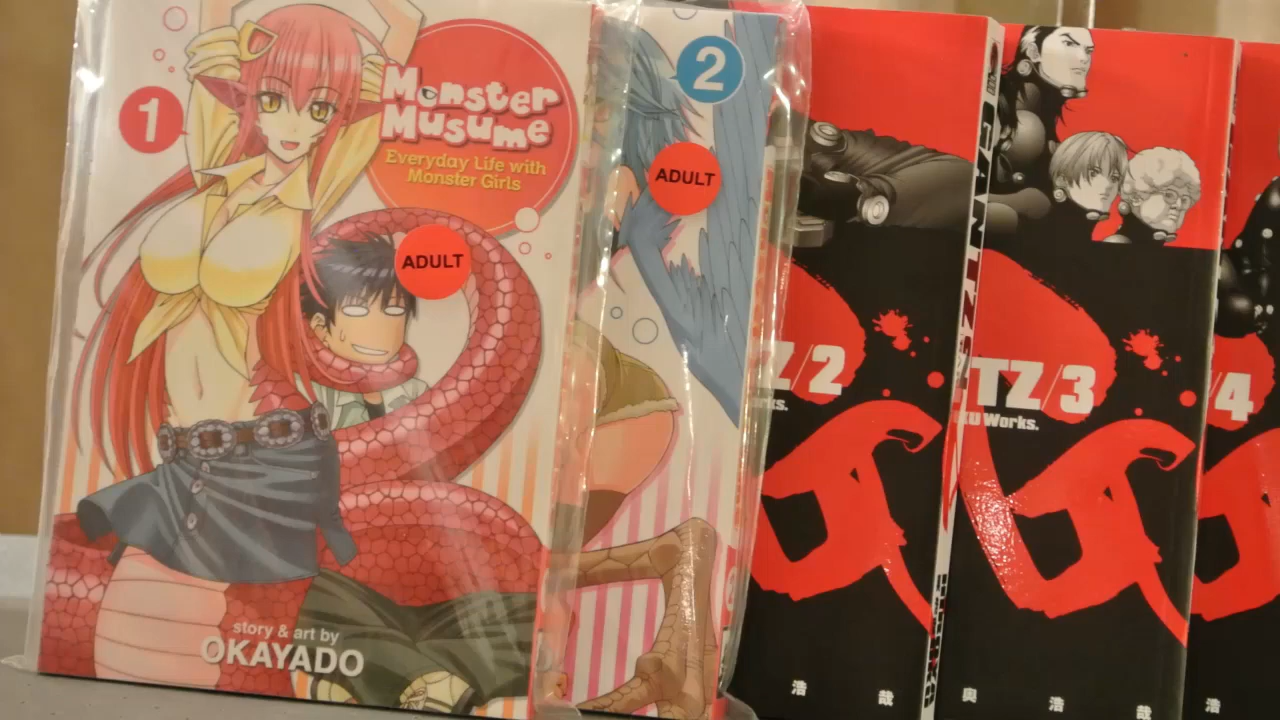 1
Monster
Musume
Everyday Life with
Monster Girls
ADULT
story & art by
OKAYADO
2
ADULT
Z/2
浩 哉
GANTZ
TZ/3
Works.
奥 浩 哉
/4
浩